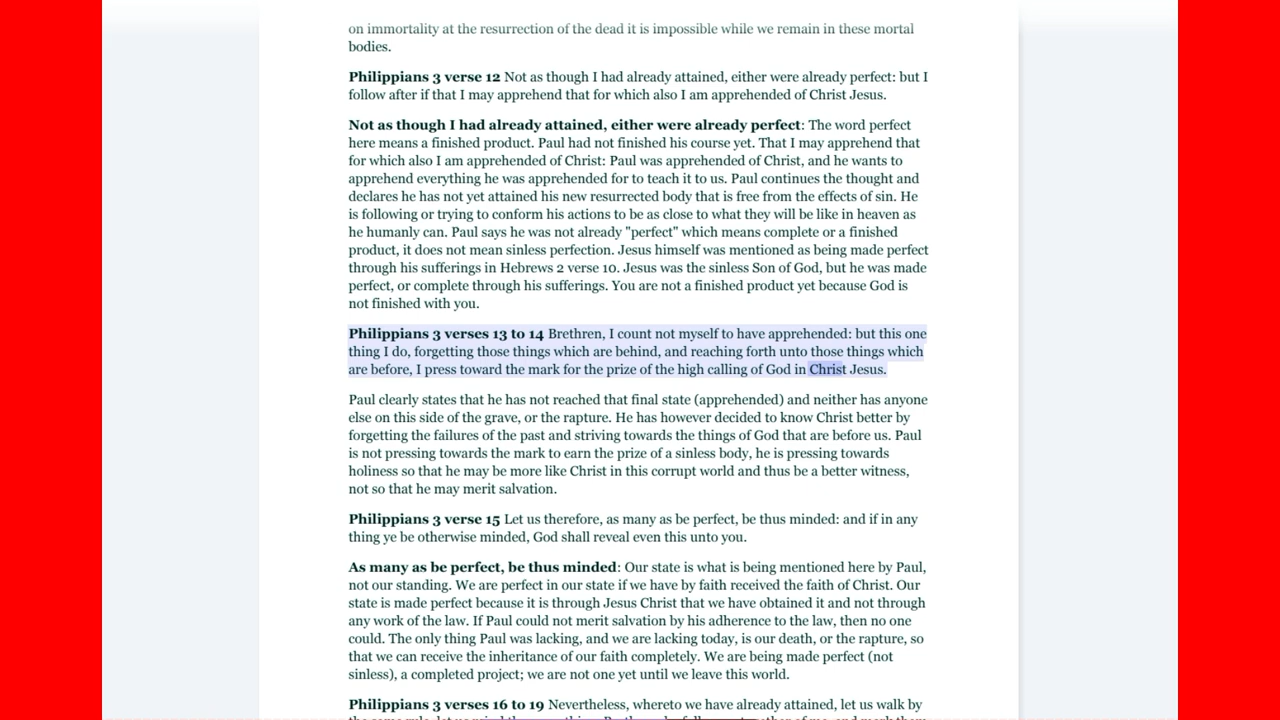 on immortality at the resurrection of the dead it is impossible while we remain in these mortal
bodies.
Philippians 3 verse 12 Not as though I had already attained, either were already perfect: but I
follow after if that I may apprehend that for which also I am apprehended of Christ Jesus.
Not as though I had already attained, either were already perfect: The word perfect
here means a finished product. Paul had not finished his course yet. That I may apprehend that
for which also I am apprehended of Christ: Paul was apprehended of Christ, and he wants to
apprehend everything he was apprehended for to teach it to us. Paul continues the thought and
declares he has not yet attained his new resurrected body that is free from the effects of sin. He
is following or trying to conform his actions to be as close to what they will be like in heaven as
he humanly can. Paul says he was not already "perfect" which means complete or a finished
product, it does not mean sinless perfection. Jesus himself was mentioned as being made perfect
through his sufferings in Hebrews 2 verse 10. Jesus was the sinless Son of God, but he was made
perfect, or complete through his sufferings. You are not a finished product yet because God is
not finished with you.
Philippians 3 verses 13 to 14 Brethren, I count not myself to have apprehended: but this one
thing I do, forgetting those things which are behind, and reaching forth unto those things which
are before, I press toward the mark for the prize of the high calling of God in Christ Jesus.
Paul clearly states that he has not reached that final state (apprehended) and neither has anyone
else on this side of the grave, or the rapture. He has however decided to know Christ better by
forgetting the failures of the past and striving towards the things of God that are before us. Paul
is not pressing towards the mark to earn the prize of a sinless body, he is pressing towards
holiness so that he may be more like Christ in this corrupt world and thus be a better witness,
not so that he may merit salvation.
Philippians 3 verse 15 Let us therefore, as many as be perfect, be thus minded: and if in any
thing ye be otherwise minded, God shall reveal even this unto you.
As many as be perfect, be thus minded: Our state is what is being mentioned here by Paul,
not our standing. We are perfect in our state if we have by faith received the faith of Christ. Our
state is made perfect because it is through Jesus Christ that we have obtained it and not through
any work of the law. If Paul could not merit salvation by his adherence to the law, then no one
could. The only thing Paul was lacking, and we are lacking today, is our death, or the rapture, so
that we can receive the inheritance of our faith completely. We are being made perfect (not
sinless), a completed project; we are not one yet until we leave this world.
Philippians 3 verses 16 to 19 Nevertheless, whereto we have already attained, let us walk by